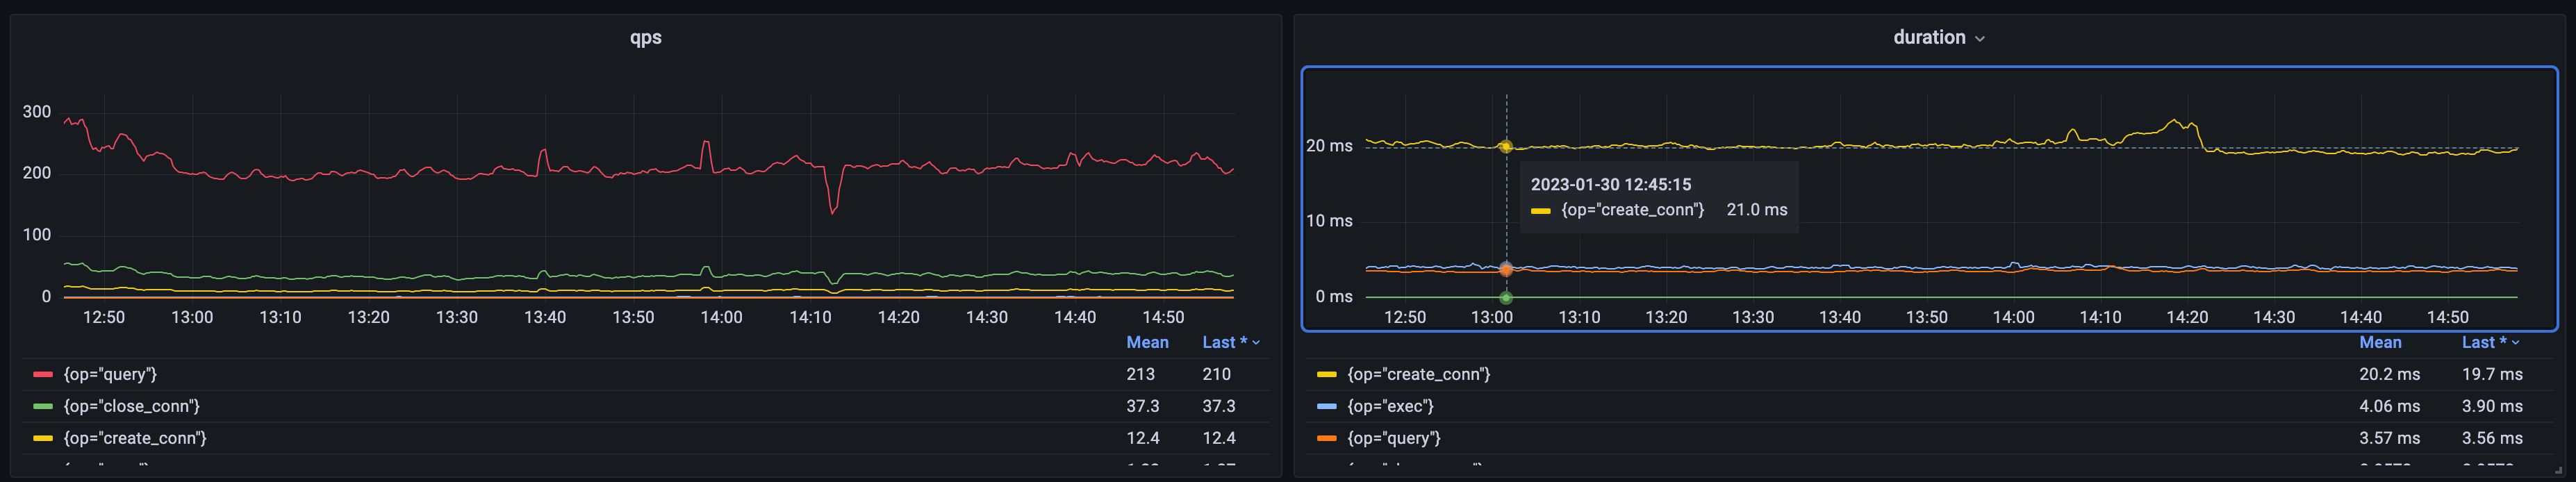 qps
300
200
100
0
12:50 13:00 13:10 13:20 13:30 13:40 13:50 14:00 14:10 14:20 14:30 14:40 14:50
Mean Last *
{op="query"} 213 210
{op="close_conn"} 37.3 37.3
{op="create_conn"} 12.4 12.4
duration
20 ms
10 ms
0 ms
2023-01-30 12:45:15
{op="create_conn"} 21.0 ms
12:50 13:00 13:10 13:20 13:30 13:40 13:50 14:00 14:10 14:20 14:30 14:40 14:50
Mean Last *
{op="create_conn"} 20.2 ms 19.7 ms
{op="exec"} 4.06 ms 3.90 ms
{op="query"} 3.57 ms 3.56 ms